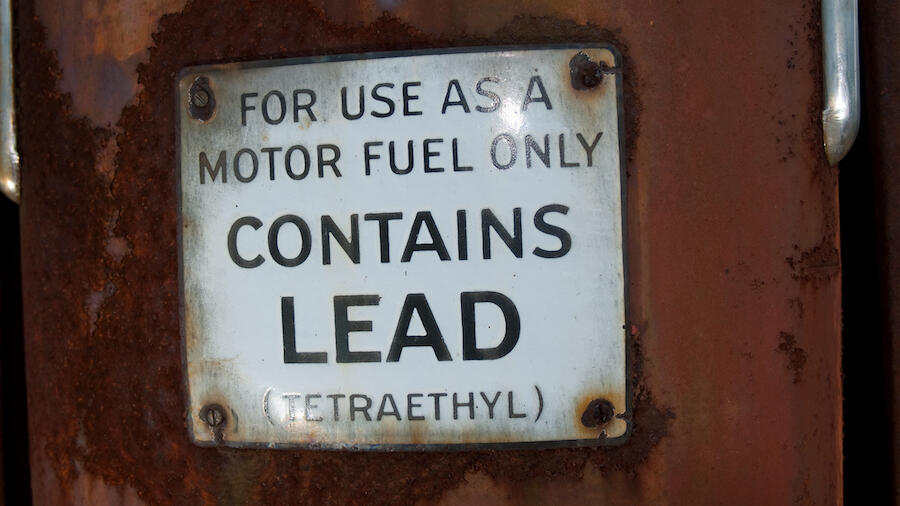 FOR USE AS A
MOTOR FUEL ONLY
CONTAINS
LEAD
(TETRAETHYL)